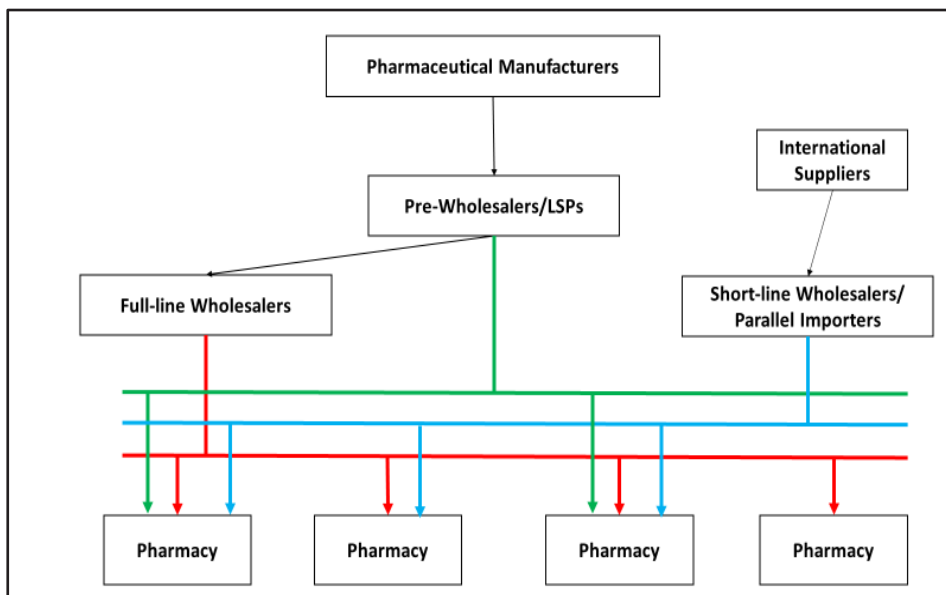 Pharmaceutical Manufacturers
International
Suppliers
Pre-Wholesalers/LSPs
Full-line Wholesalers
Short-line Wholesalers/
Parallel Importers
Pharmacy
Pharmacy
Pharmacy
Pharmacy